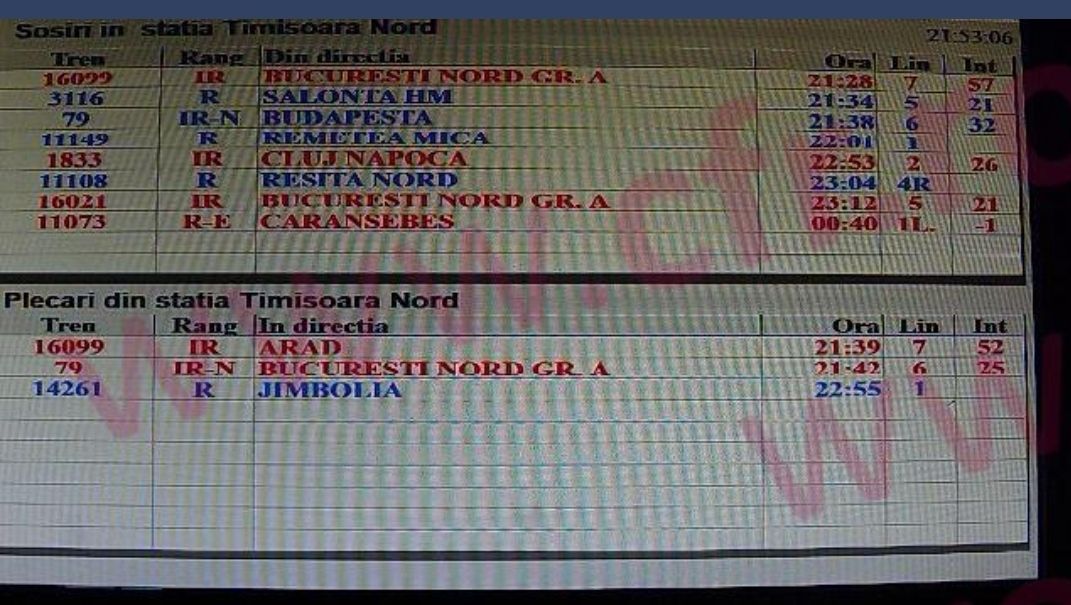 Sosiri in statia Timisoara Nord 21:53:06
Tren Rang Din directia Ora Lin Int
16099 IR BUCURESTI NORD GR. A 21:28 7 57
3116 R SALONTA HM 21:34 5 21
79 IR-N BUDAPESTA 21:38 6 32
11149 R REMETEA MICA 22:01 1
1833 IR CLUJ NAPOCA 22:53 2 26
11108 R RESITA NORD 23:04 4R
16021 IR BUCURESTI NORD GR. A 23:12 5 21
11073 R-E CARANSEBES 00:40 1L. -1
Plecari din statia Timisoara Nord
Tren Rang In directia Ora Lin Int
16099 IR ARAD 21:39 7 52
79 IR-N BUCURESTI NORD GR. A 21:42 6 25
14261 R JIMBOLIA 22:55 1